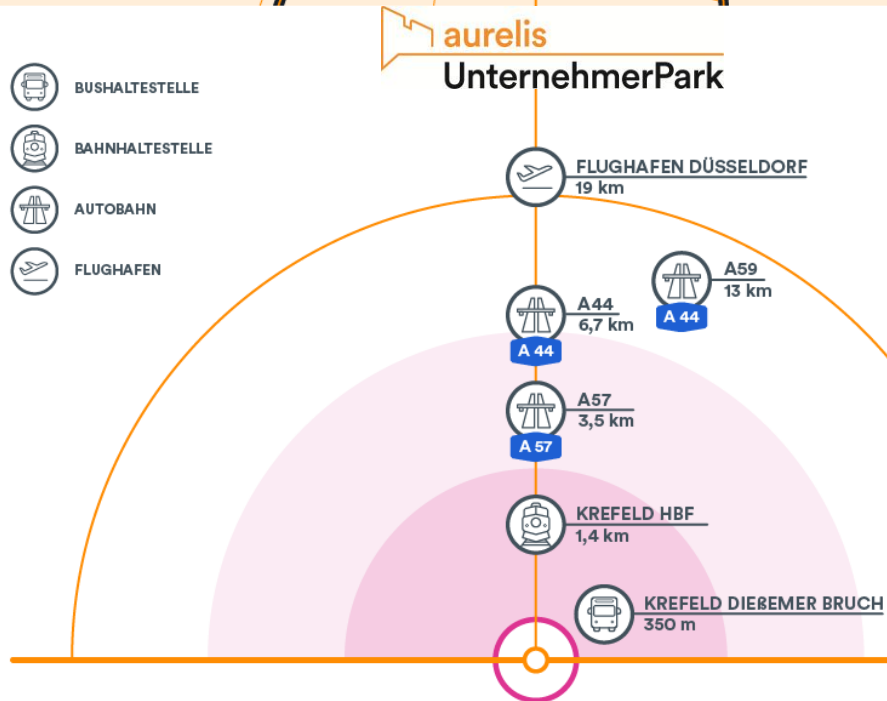 aurelis
UnternehmerPark
BUSHALTESTELLE
BAHNHALTESTELLE
AUTOBAHN
FLUGHAFEN
FLUGHAFEN DÜSSELDORF
19 km
A59
13 km
A 44
A44
6,7 km
A 44
A57
3,5 km
A 57
KREFELD HBF
1,4 km
KREFELD DIEßEMER BRUCH
350 m